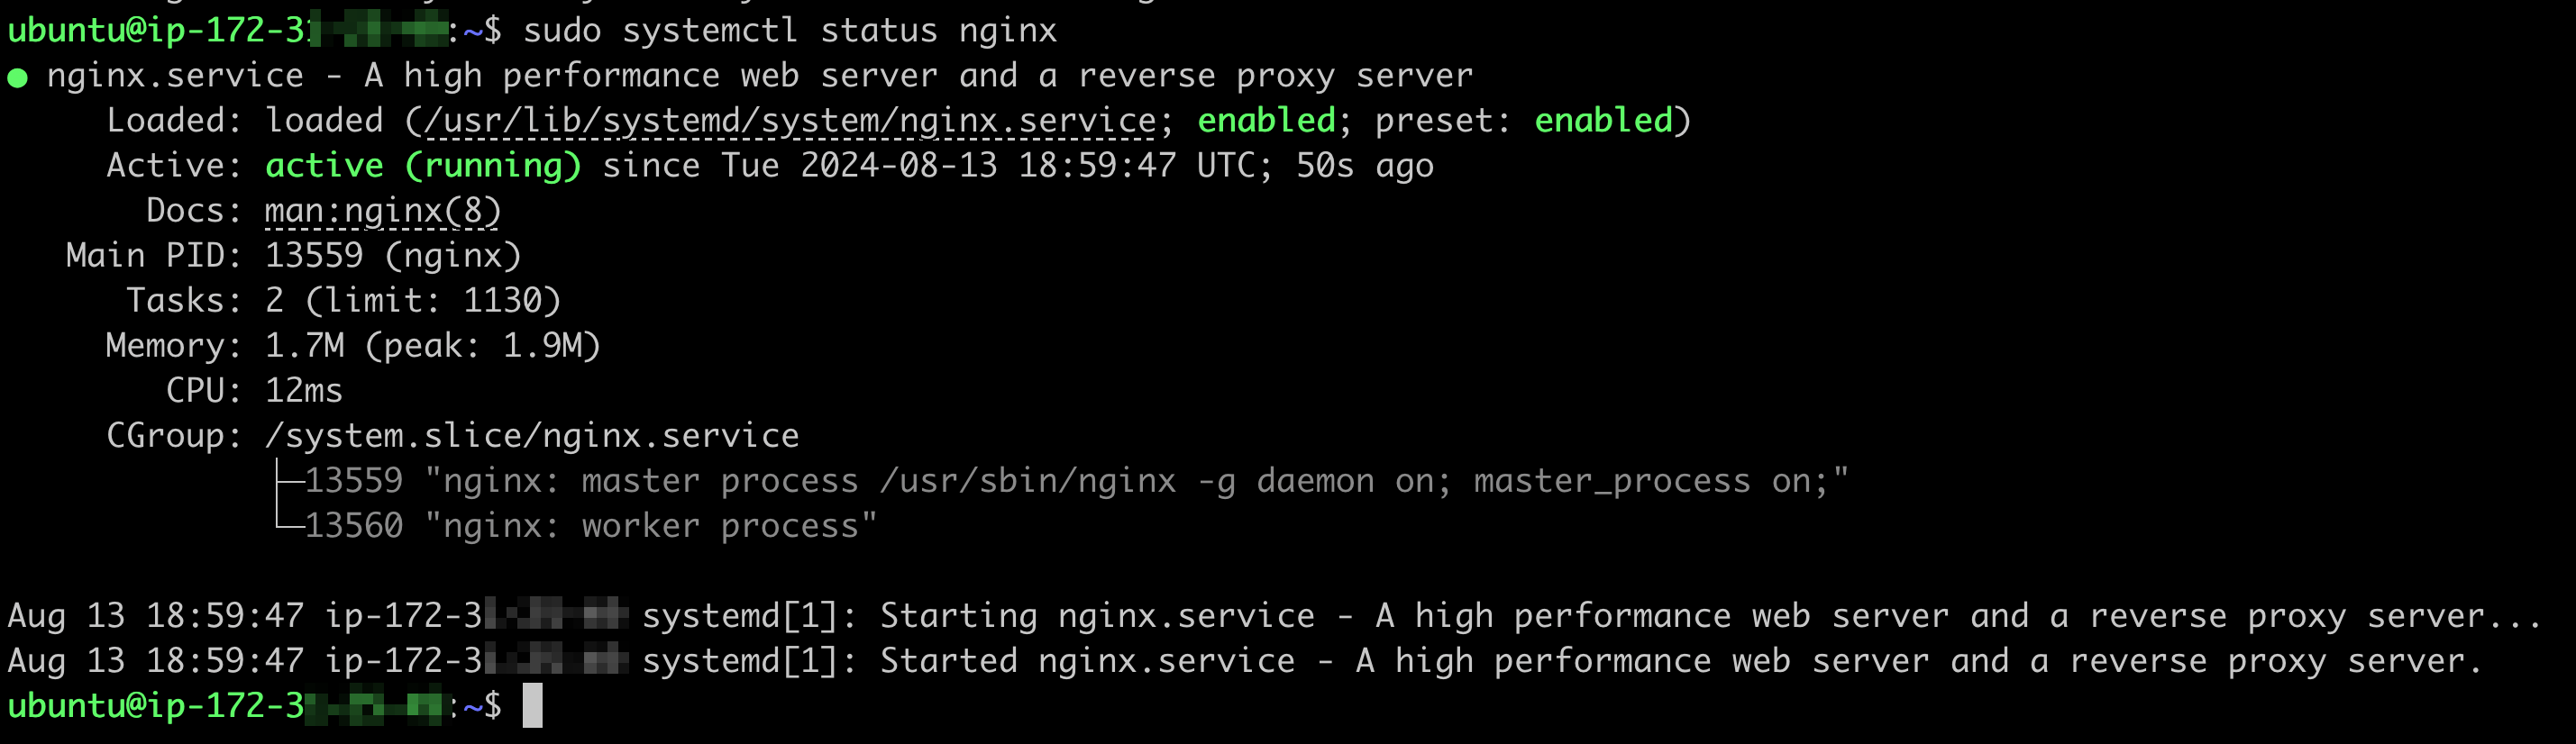 ubuntu@ip-172-3 :~$ sudo systemctl status nginx
● nginx.service - A high performance web server and a reverse proxy server
     Loaded: loaded (/usr/lib/systemd/system/nginx.service; enabled; preset: enabled)
     Active: active (running) since Tue 2024-08-13 18:59:47 UTC; 50s ago
       Docs: man:nginx(8)
   Main PID: 13559 (nginx)
      Tasks: 2 (limit: 1130)
     Memory: 1.7M (peak: 1.9M)
        CPU: 12ms
     CGroup: /system.slice/nginx.service
             ├─13559 "nginx: master process /usr/sbin/nginx -g daemon on; master_process on;"
             └─13560 "nginx: worker process"
Aug 13 18:59:47 ip-172-3 systemd[1]: Starting nginx.service - A high performance web server and a reverse proxy server...
Aug 13 18:59:47 ip-172-3 systemd[1]: Started nginx.service - A high performance web server and a reverse proxy server.
ubuntu@ip-172-3 :~$